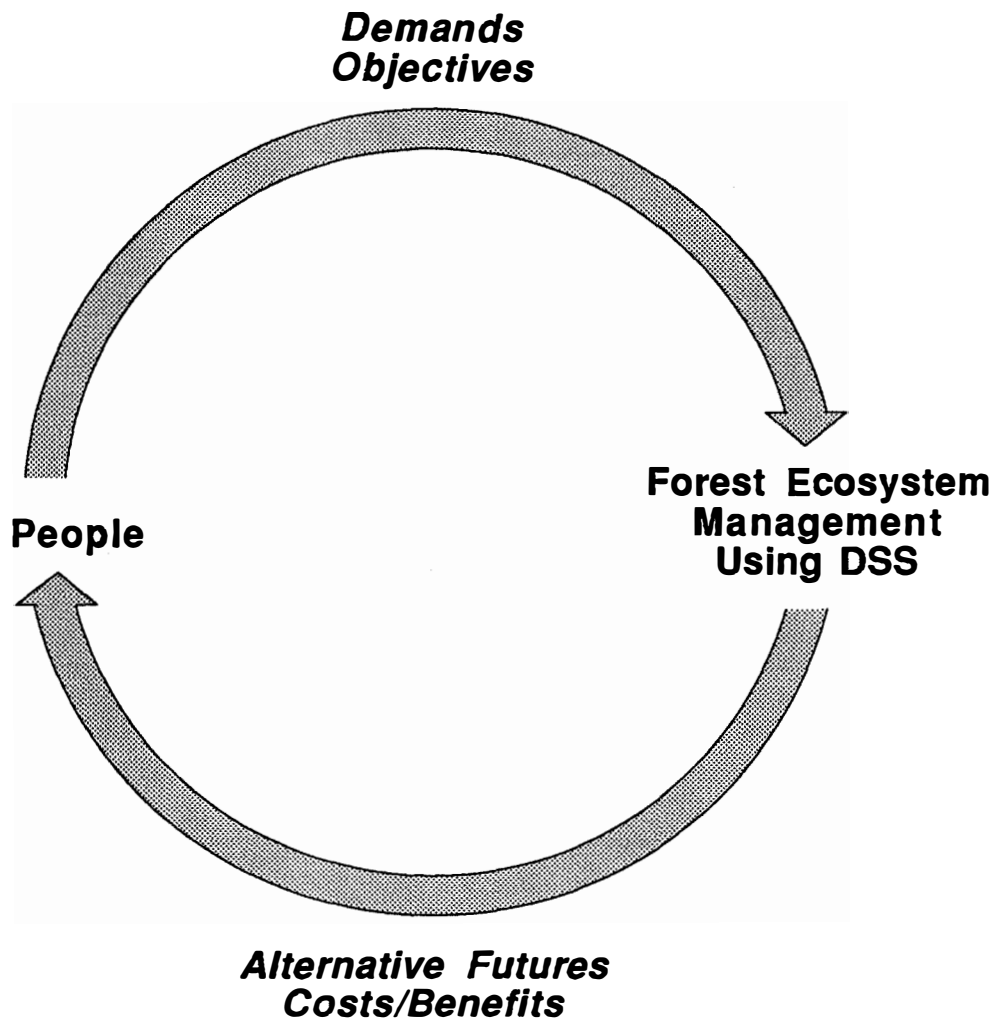 Demands
Objectives
Forest Ecosystem
Management
Using DSS
People
Alternative Futures
Costs/Benefits